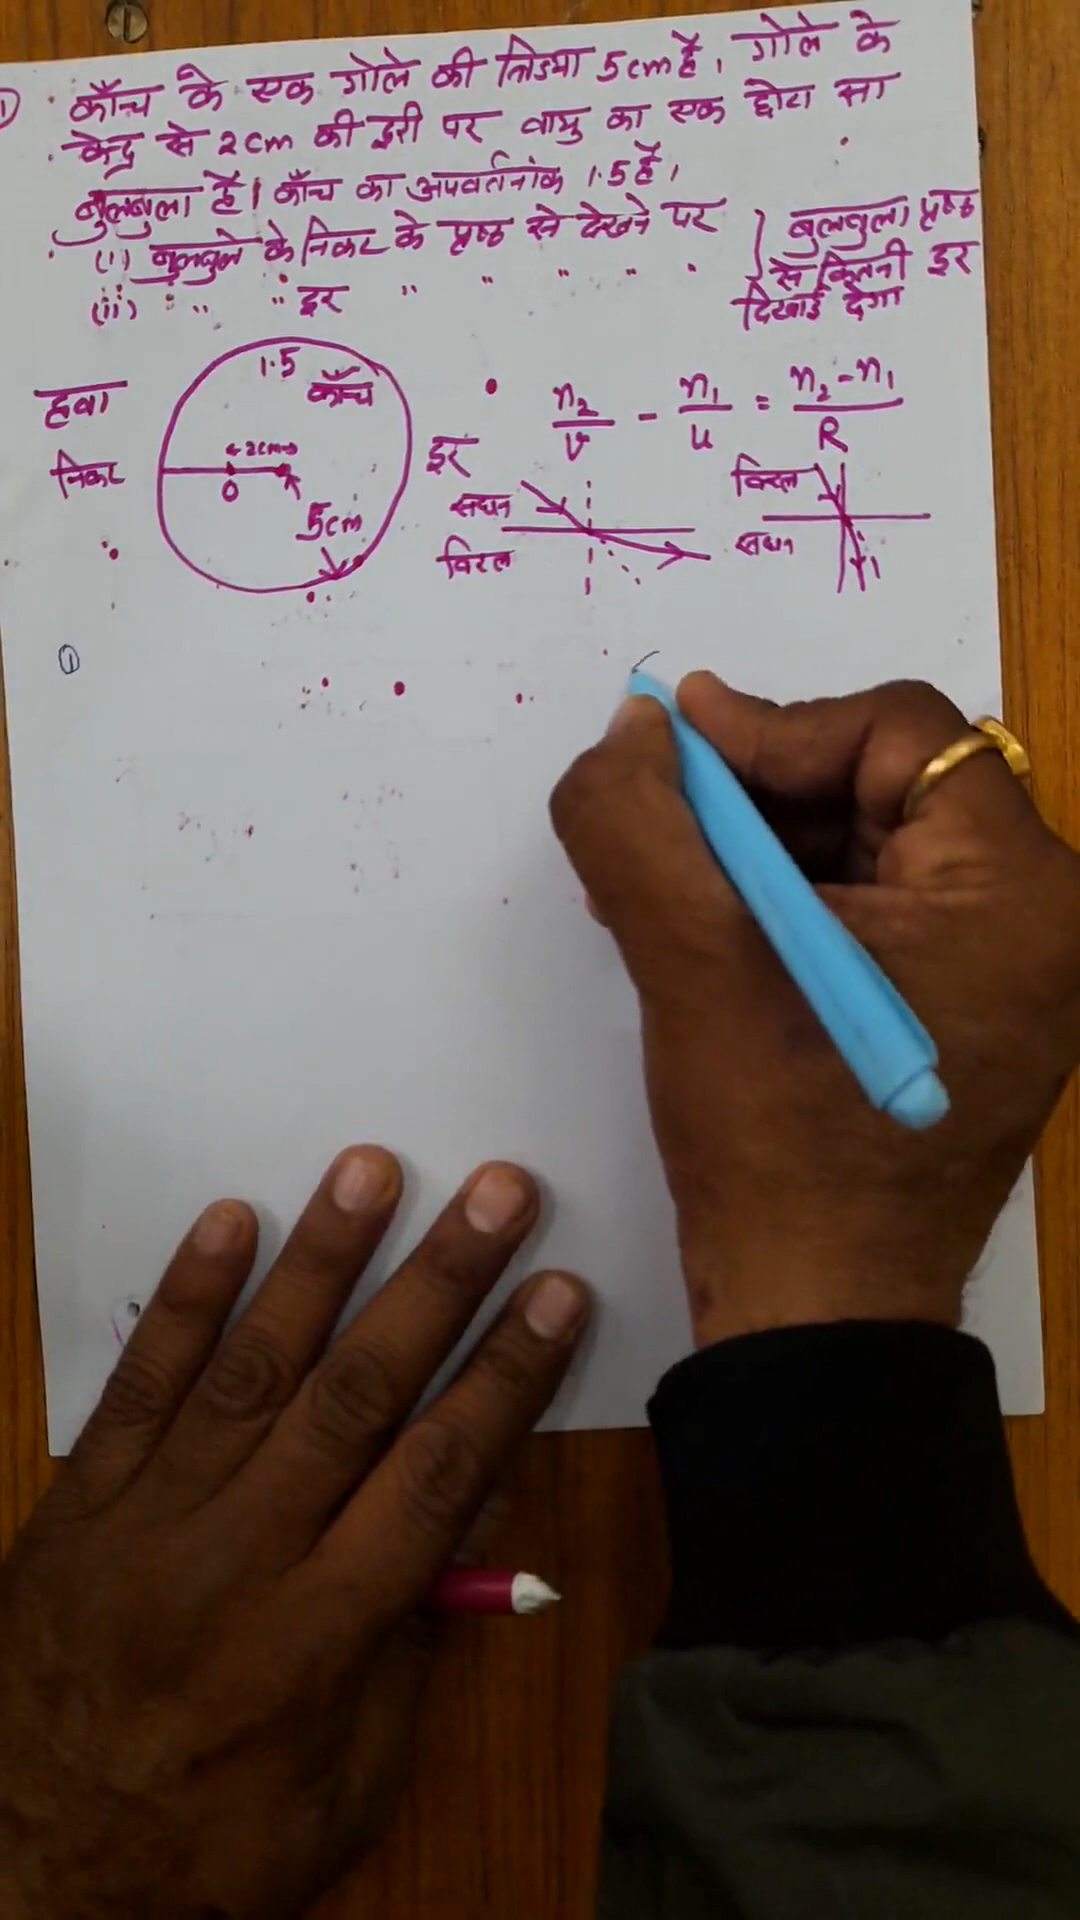 1) काँच के एक गोले की त्रिज्या 5cm है, गोले के
केन्द्र से 2cm की दूरी पर वायु का एक छोटा सा
बुलबुला है। काँच का अपवर्तनांक 1.5 है,
(i) बुलबुले के निकट के पृष्ठ से देखने पर
(ii) " " दूर " " " " "
बुलबुला पृष्ठ
से कितनी दूर
दिखाई देगा
हवा
1.5
काँच
n₂/v - n₁/u = n₂-n₁/R
निकट
2cm
O
दूर
5cm
सघन
विरल
विरल
सघन
①